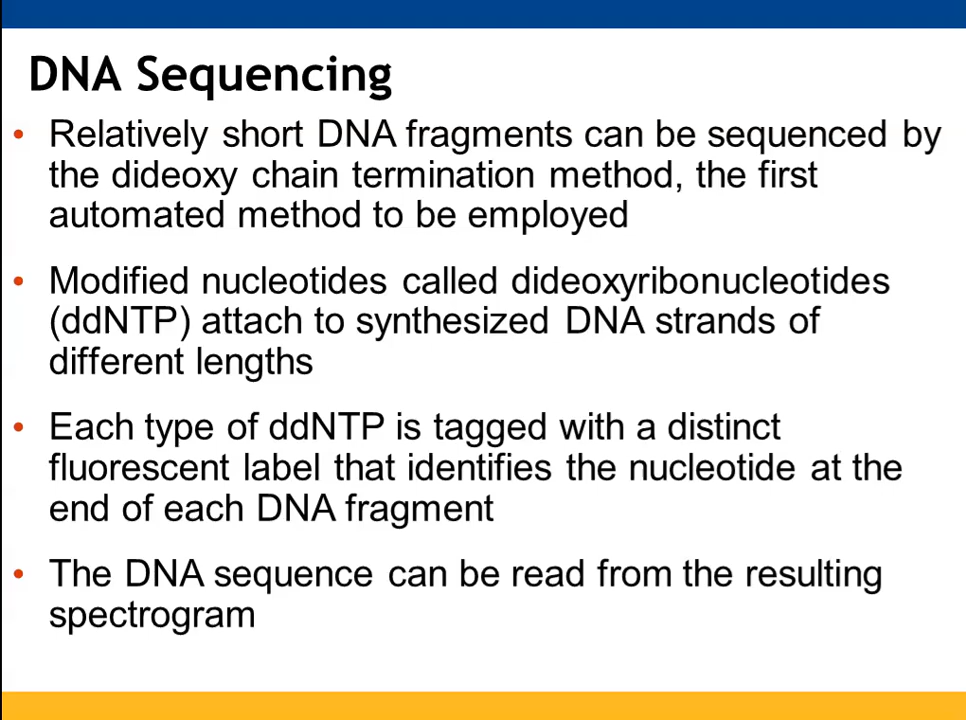 DNA Sequencing
• Relatively short DNA fragments can be sequenced by
the dideoxy chain termination method, the first
automated method to be employed
• Modified nucleotides called dideoxyribonucleotides
(ddNTP) attach to synthesized DNA strands of
different lengths
• Each type of ddNTP is tagged with a distinct
fluorescent label that identifies the nucleotide at the
end of each DNA fragment
• The DNA sequence can be read from the resulting
spectrogram